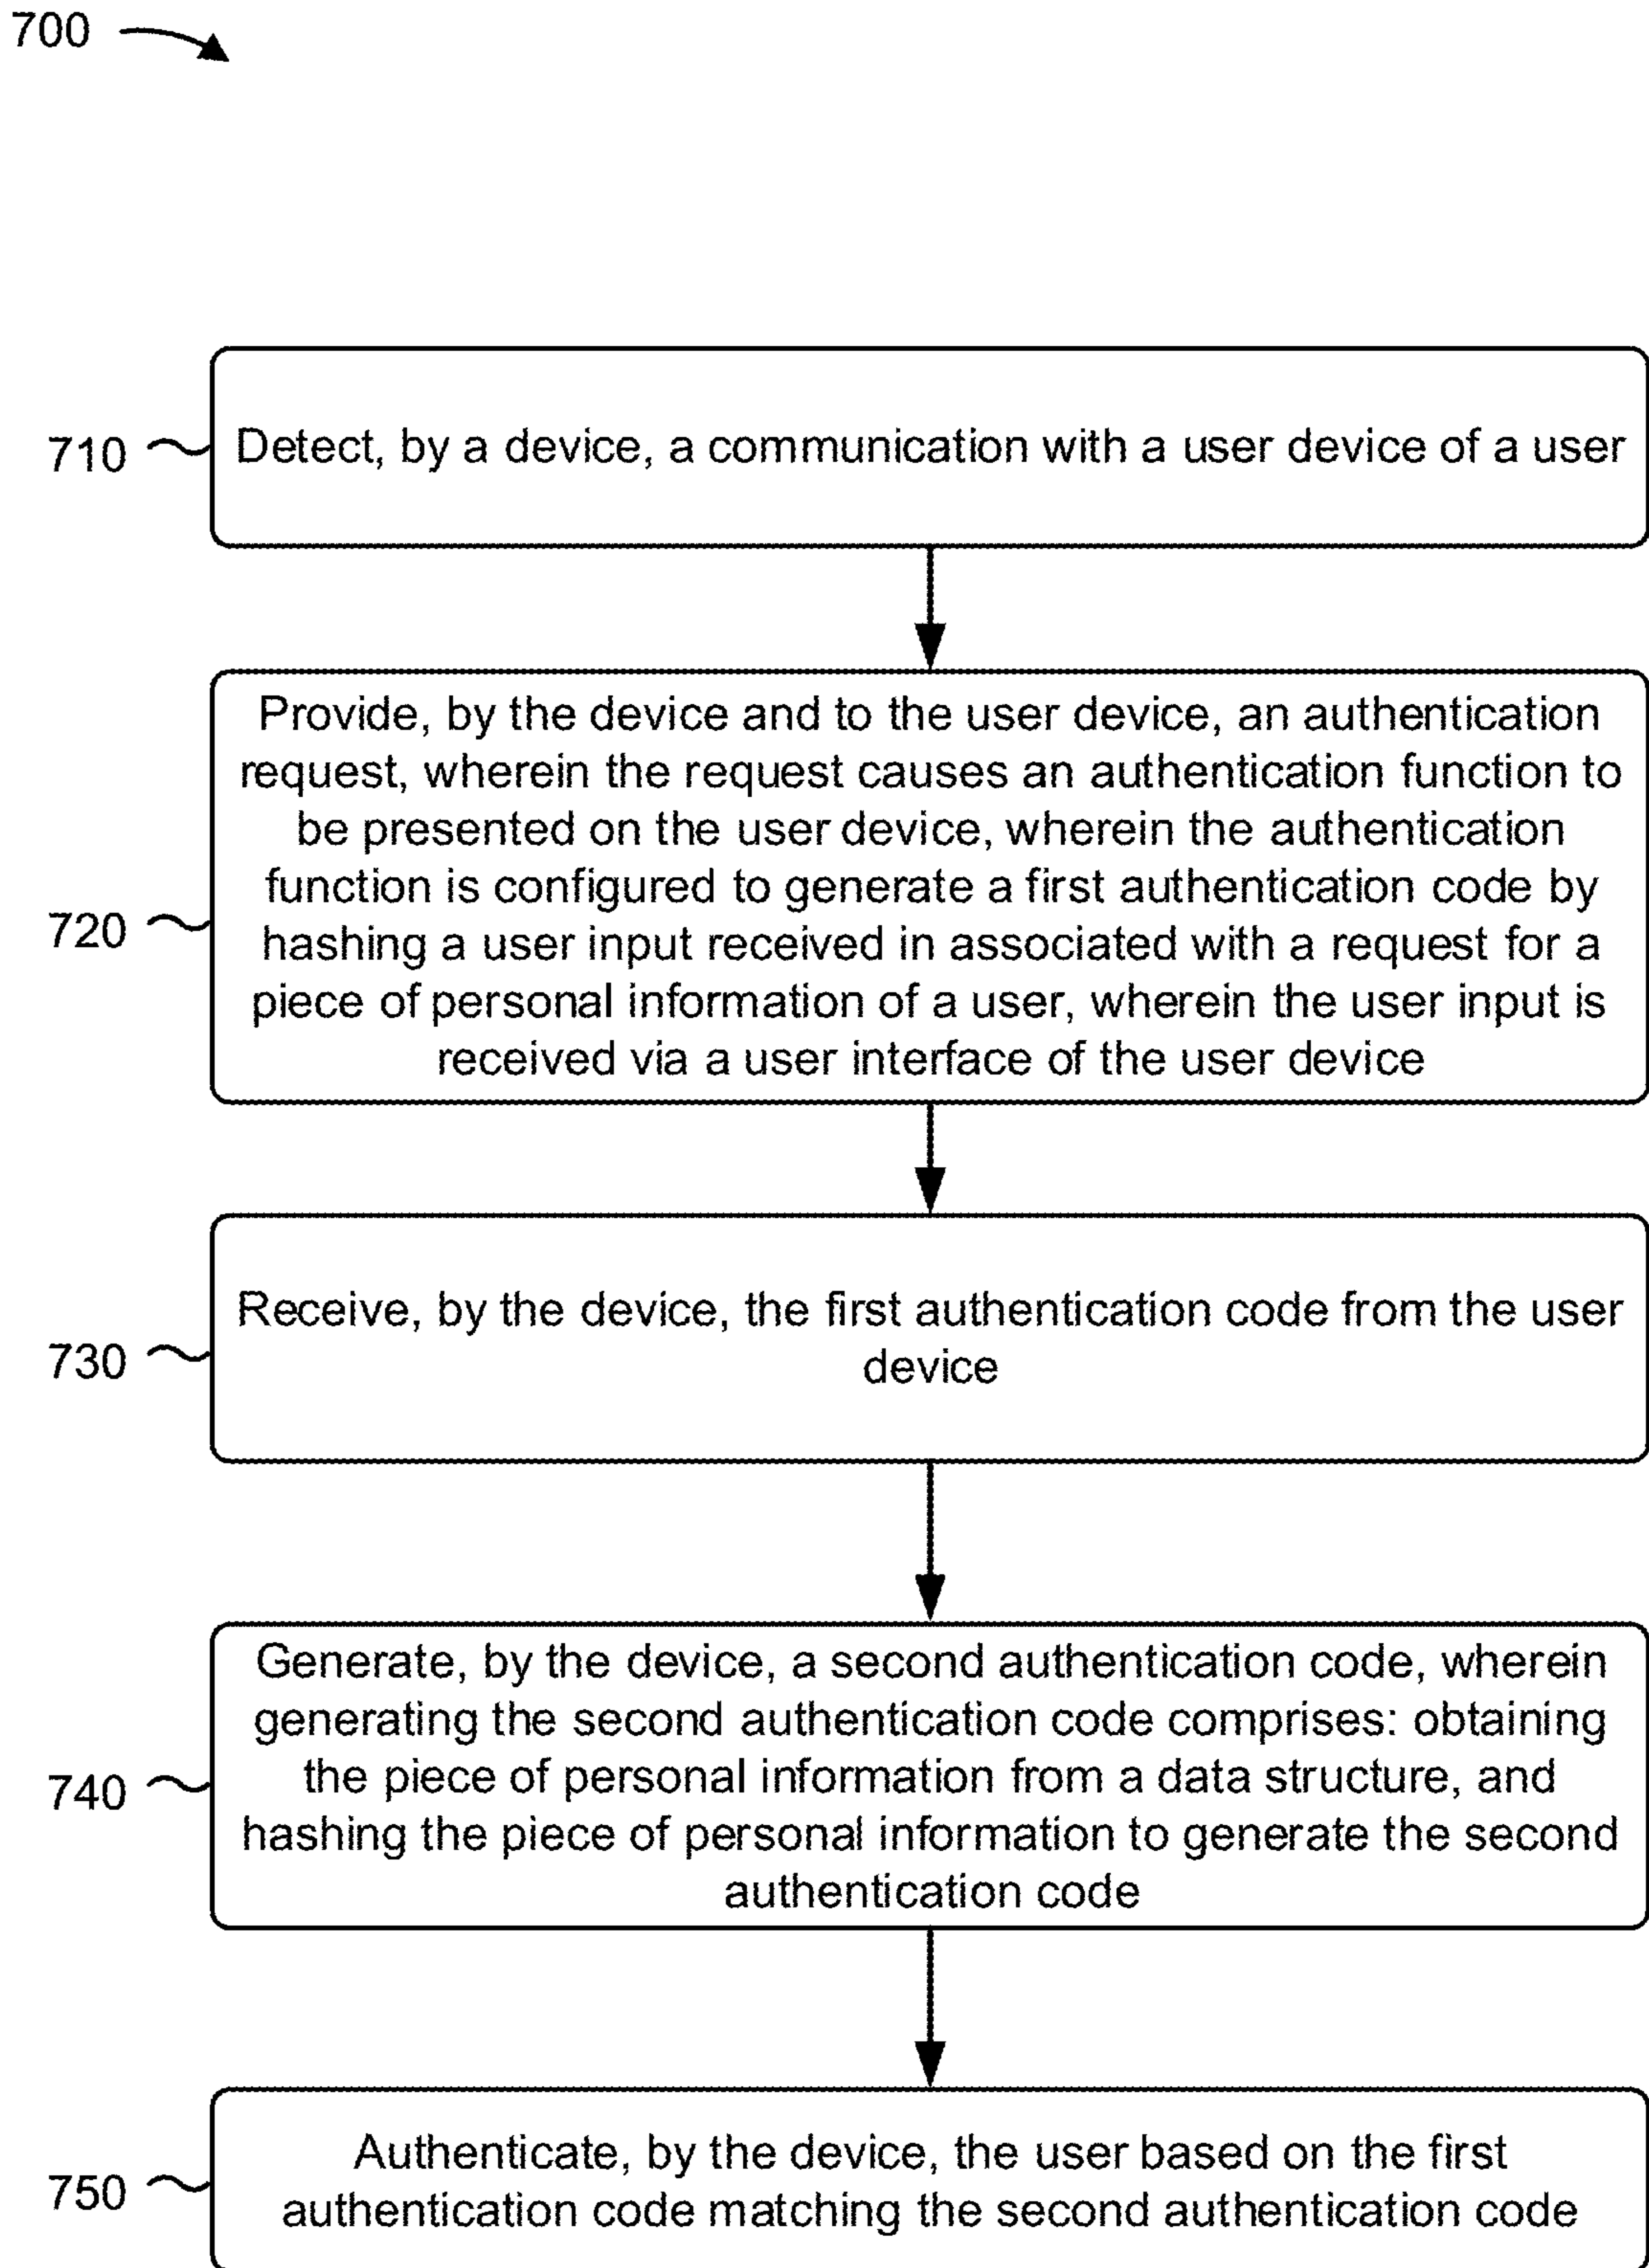 700
710
Detect, by a device, a communication with a user device of a user
720
Provide, by the device and to the user device, an authentication
request, wherein the request causes an authentication function to
be presented on the user device, wherein the authentication
function is configured to generate a first authentication code by
hashing a user input received in associated with a request for a
piece of personal information of a user, wherein the user input is
received via a user interface of the user device
730
Receive, by the device, the first authentication code from the user
device
740
Generate, by the device, a second authentication code, wherein
generating the second authentication code comprises: obtaining
the piece of personal information from a data structure, and
hashing the piece of personal information to generate the second
authentication code
750
Authenticate, by the device, the user based on the first
authentication code matching the second authentication code